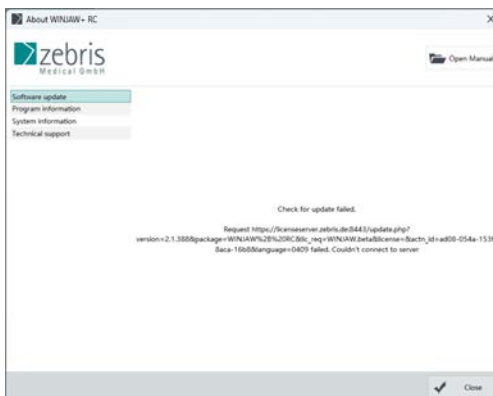 About WINJAW+ RC
zebris
Medical GmbH
Open Manual
Software update
Program information
System information
Technical support
Check for update failed.
Request https://licenseserver.zebris.de:8443/update.php?
version=2.1.388&package=WINJAW%2B%20RC&lic_req=WINJAW.beta&license=&actn_id=ad08-054a-153f
8aca-16b8&language=0409 failed. Couldn't connect to server
Close